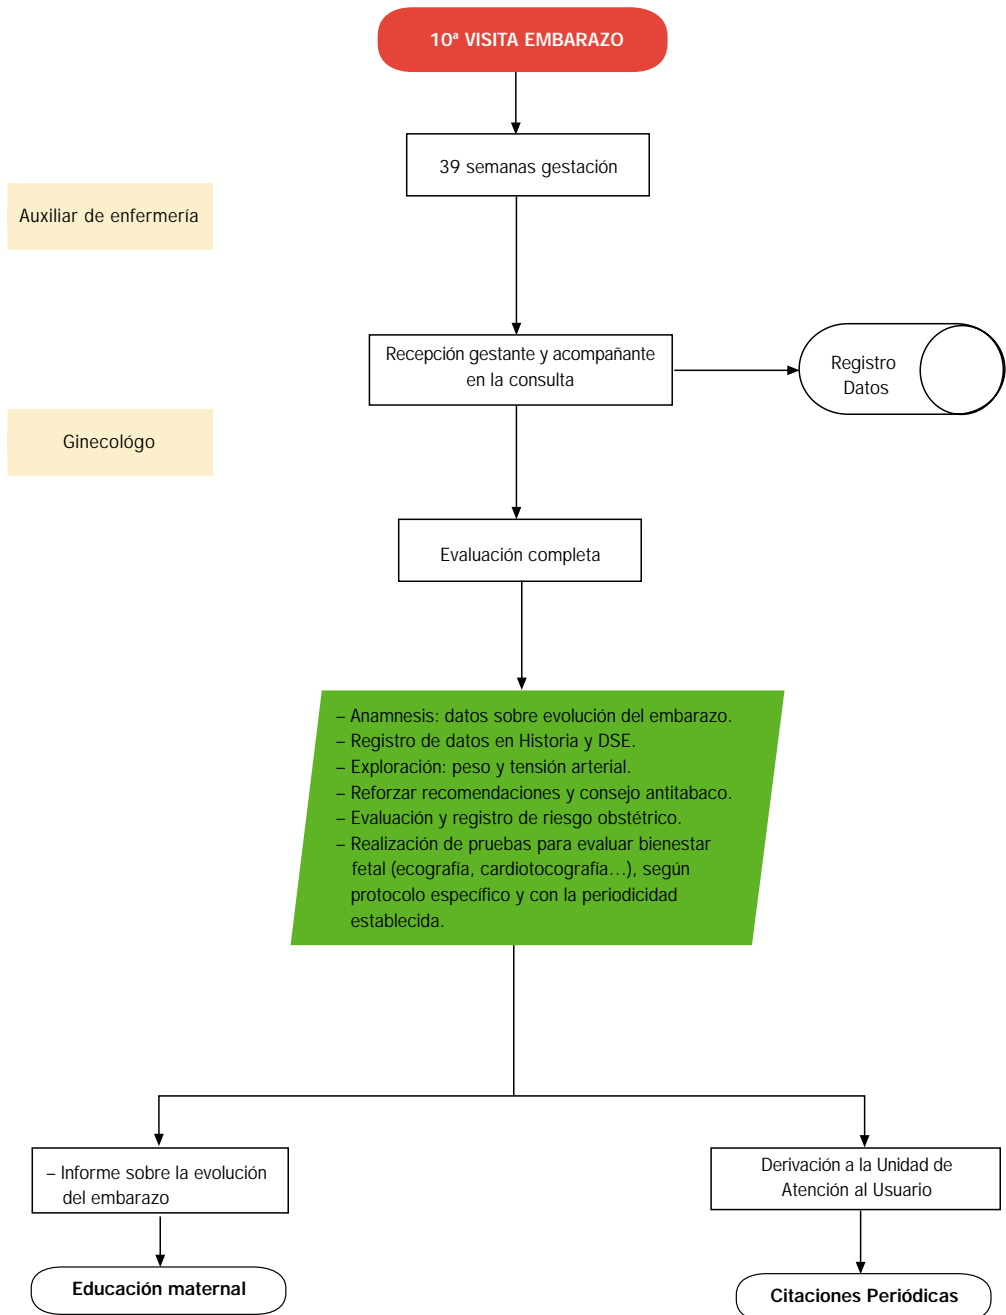 10ª VISITA EMBARAZO
39 semanas gestación
Auxiliar de enfermería
Recepción gestante y acompañante
en la consulta
Registro
Datos
Ginecológo
Evaluación completa
– Anamnesis: datos sobre evolución del embarazo.
– Registro de datos en Historia y DSE.
– Exploración: peso y tensión arterial.
– Reforzar recomendaciones y consejo antitabaco.
– Evaluación y registro de riesgo obstétrico.
– Realización de pruebas para evaluar bienestar
fetal (ecografía, cardiotocografía…), según
protocolo específico y con la periodicidad
establecida.
– Informe sobre la evolución
del embarazo
Derivación a la Unidad de
Atención al Usuario
Educación maternal
Citaciones Periódicas